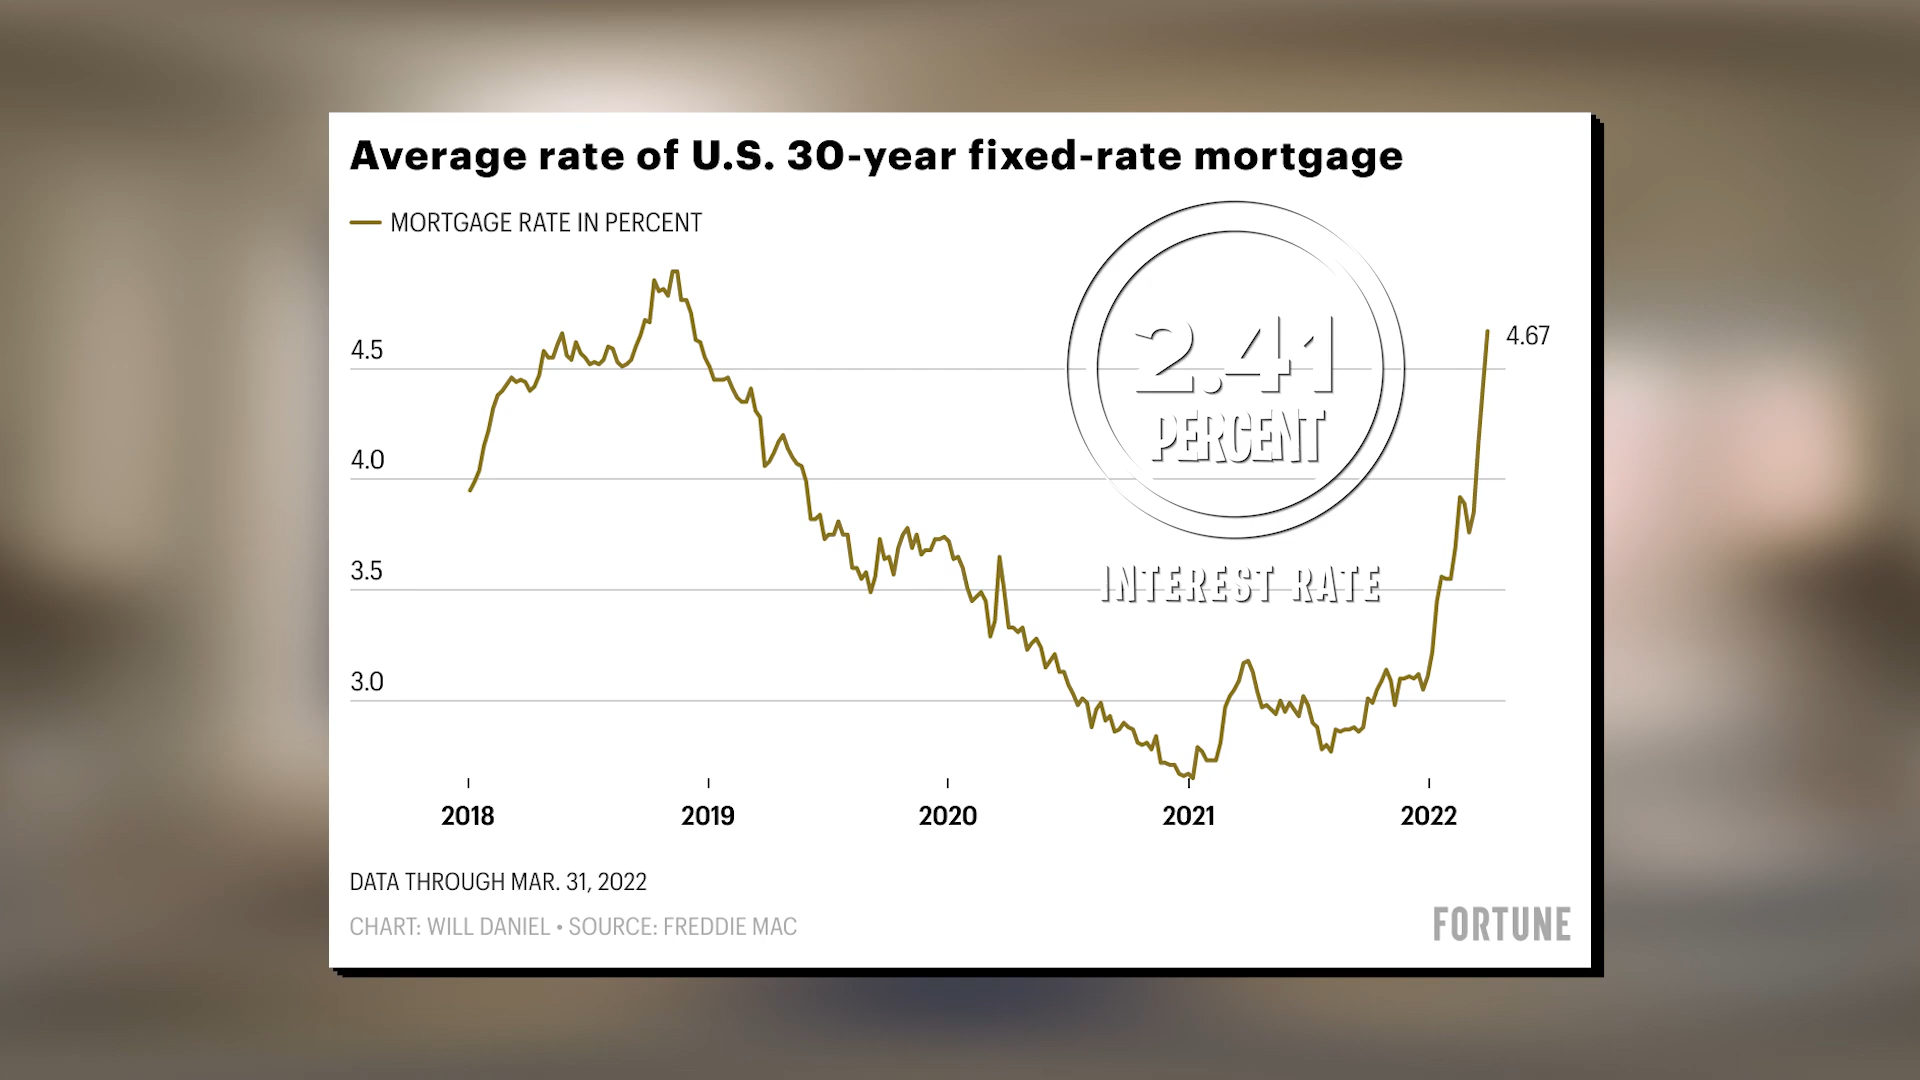 Average rate of U.S. 30-year fixed-rate mortgage
MORTGAGE RATE IN PERCENT
2.41
PERCENT
INTEREST RATE
4.67
4.5
4.0
3.5
3.0
2018 2019 2020 2021 2022
DATA THROUGH MAR. 31, 2022
CHART: WILL DANIEL • SOURCE: FREDDIE MAC
FORTUNE